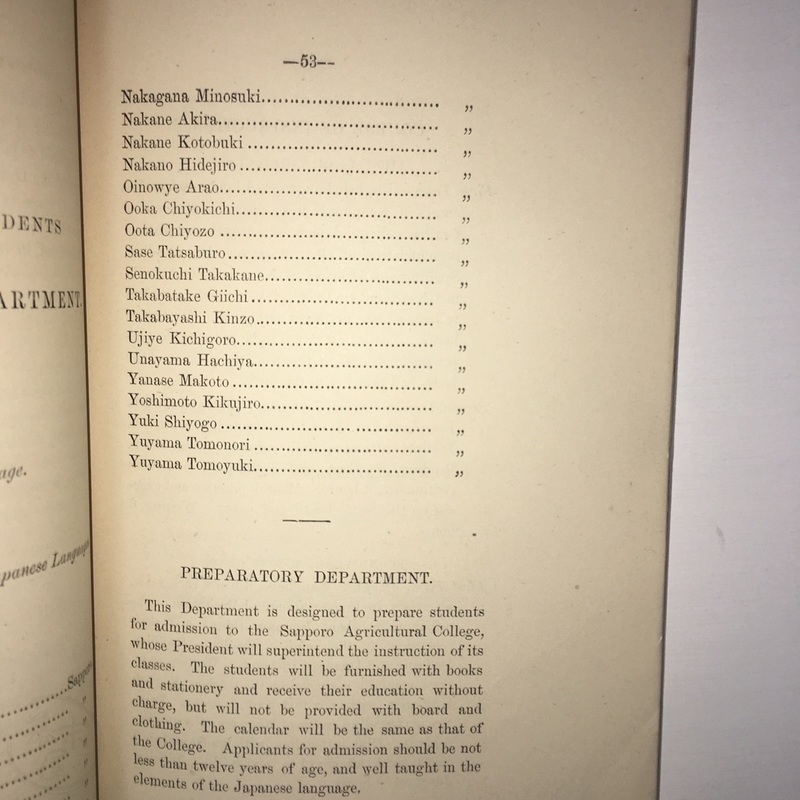 DENTS
ARTMENT.
age.
panese Language
Sappor
—53--
Nakagana Minosuki........................................ „
Nakane Akira........................................ „
Nakane Kotobuki ........................................ „
Nakano Hidejiro ........................................ „
Oinowye Arao........................................ „
Ooka Chiyokichi........................................ „
Oota Chiyozo ........................................ „
Sase Tatsaburo........................................ „
Senokuchi Takakane........................................ „
Takabatake Giichi ........................................ „
Takabayashi Kinzo........................................ „
Ujiye Kichigoro........................................ „
Unayama Hachiya........................................ „
Yanase Makoto ........................................ „
Yoshimoto Kikujiro........................................ „
Yuki Shiyogo ........................................ „
Yuyama Tomonori ........................................ „
Yuyama Tomoyuki........................................ „
PREPARATORY DEPARTMENT.
This Department is designed to prepare students
for admission to the Sapporo Agricultural College,
whose President will superintend the instruction of its
classes. The students will be furnished with books
and stationery and receive their education without
charge, but will not be provided with board and
clothing. The calendar will be the same as that of
the College. Applicants for admission should be not
less than twelve years of age, and well taught in the
elements of the Japanese language.